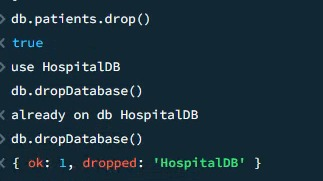 db.patients.drop()
< true
> use HospitalDB
db.dropDatabase()
< already on db HospitalDB
> db.dropDatabase()
< { ok: 1, dropped: 'HospitalDB' }